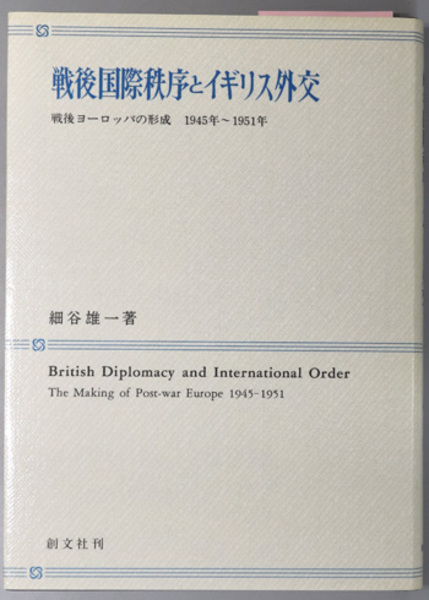 戦後国際秩序とイギリス外交
戦後ヨーロッパの形成 1945年〜1951年
細谷雄一著
British Diplomacy and International Order
The Making of Post-war Europe 1945-1951
創文社刊